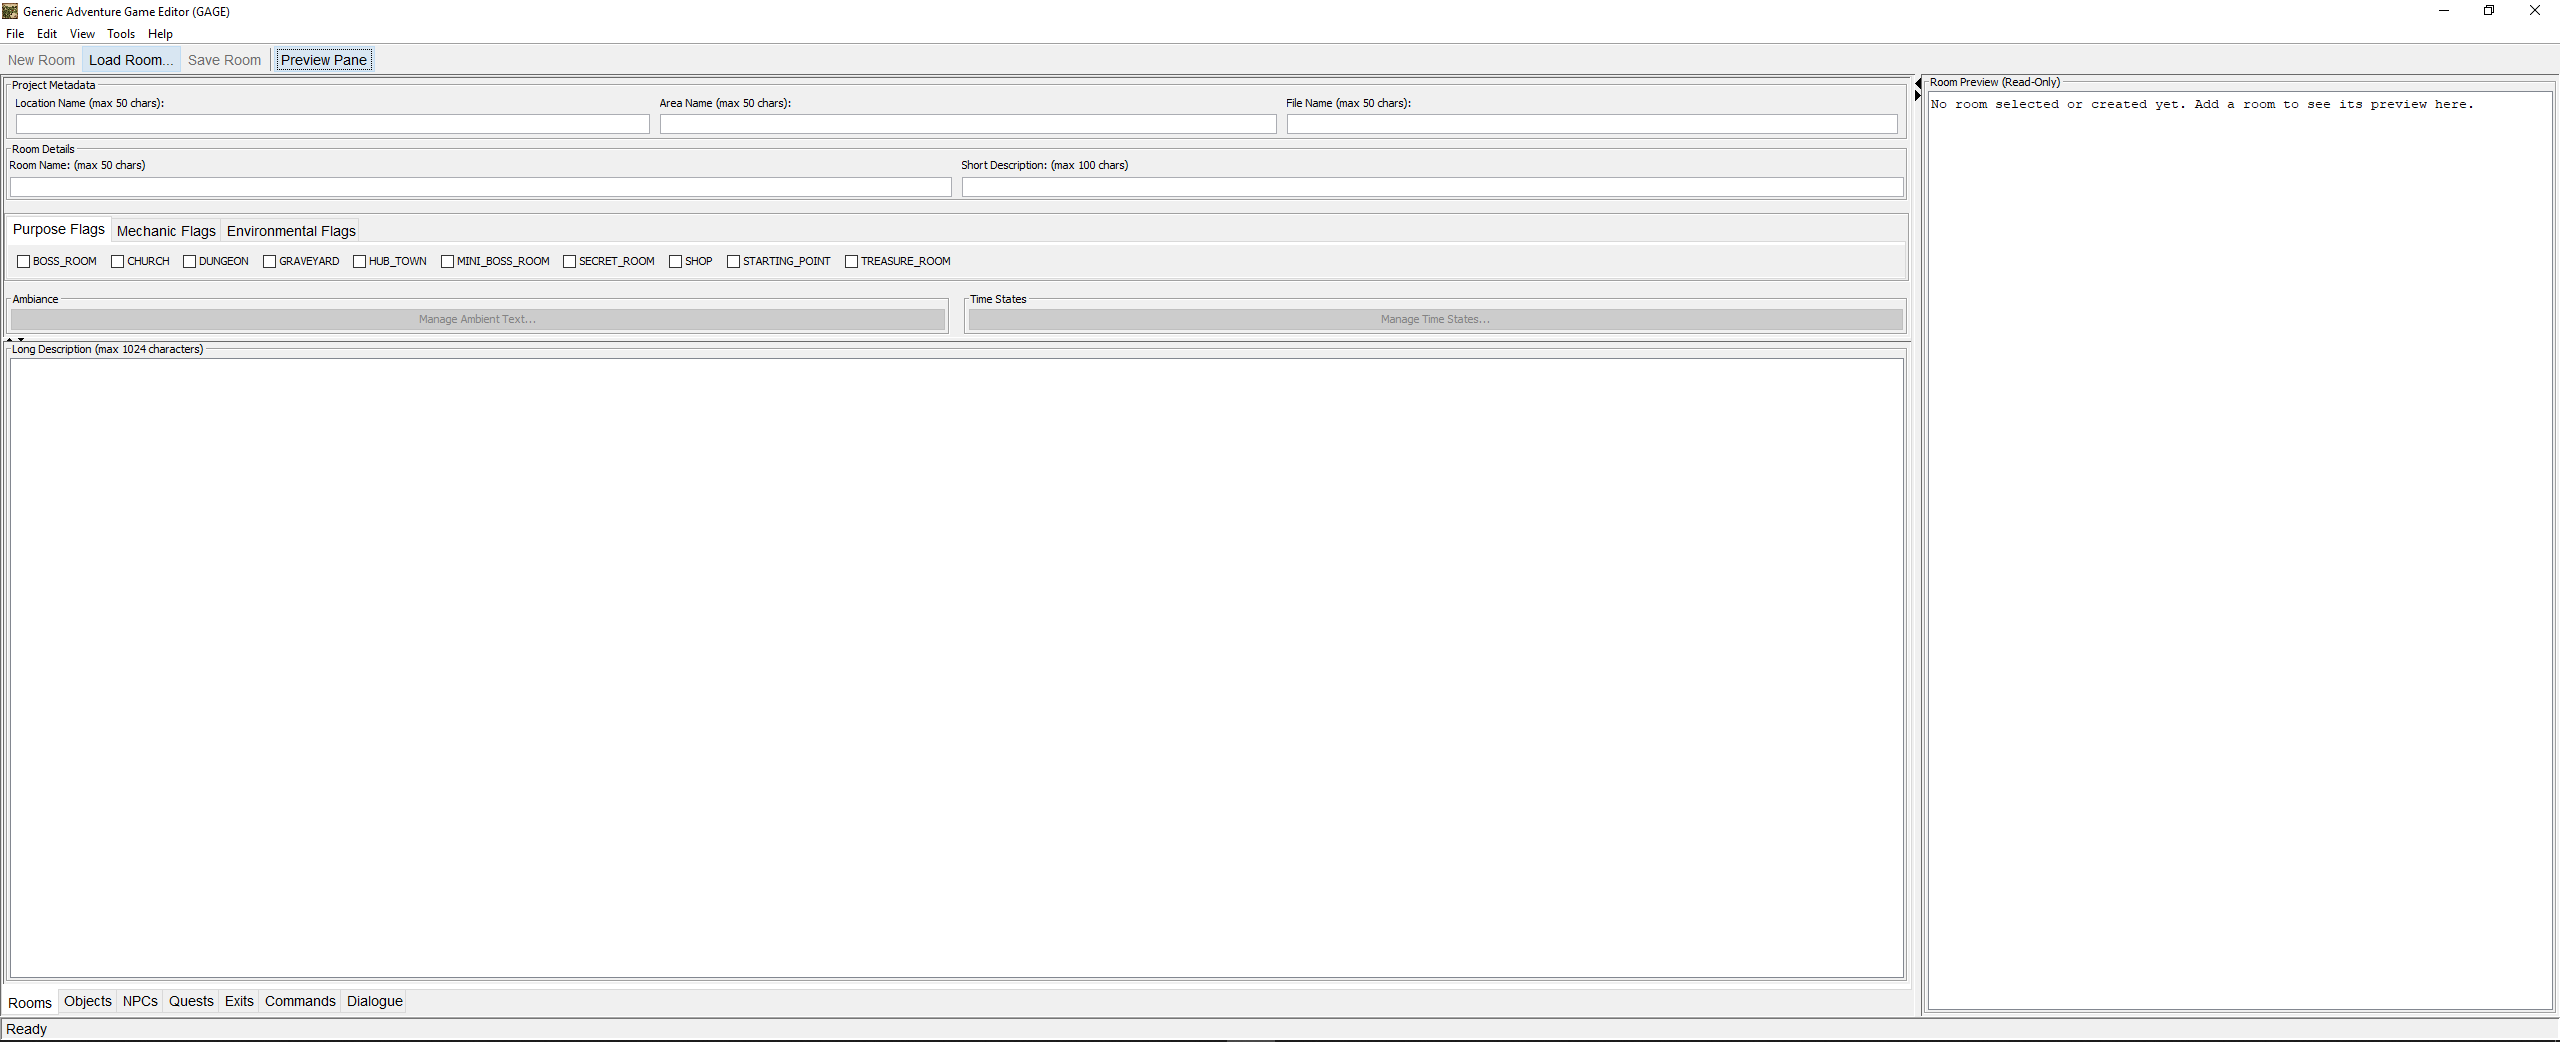 Generic Adventure Game Editor (GAGE)
File Edit View Tools Help
New Room Load Room... Save Room Preview Pane
Project Metadata
Location Name (max 50 chars): Area Name (max 50 chars): File Name (max 50 chars):
Room Details
Room Name: (max 50 chars) Short Description: (max 100 chars)
Purpose Flags Mechanic Flags Environmental Flags
BOSS_ROOM CHURCH DUNGEON GRAVEYARD HUB_TOWN MINI_BOSS_ROOM SECRET_ROOM SHOP STARTING_POINT TREASURE_ROOM
Ambiance Time States
Manage Ambient Text... Manage Time States...
Long Description (max 1024 characters)
Rooms Objects NPCs Quests Exits Commands Dialogue
Room Preview (Read-Only)
No room selected or created yet. Add a room to see its preview here.
Ready